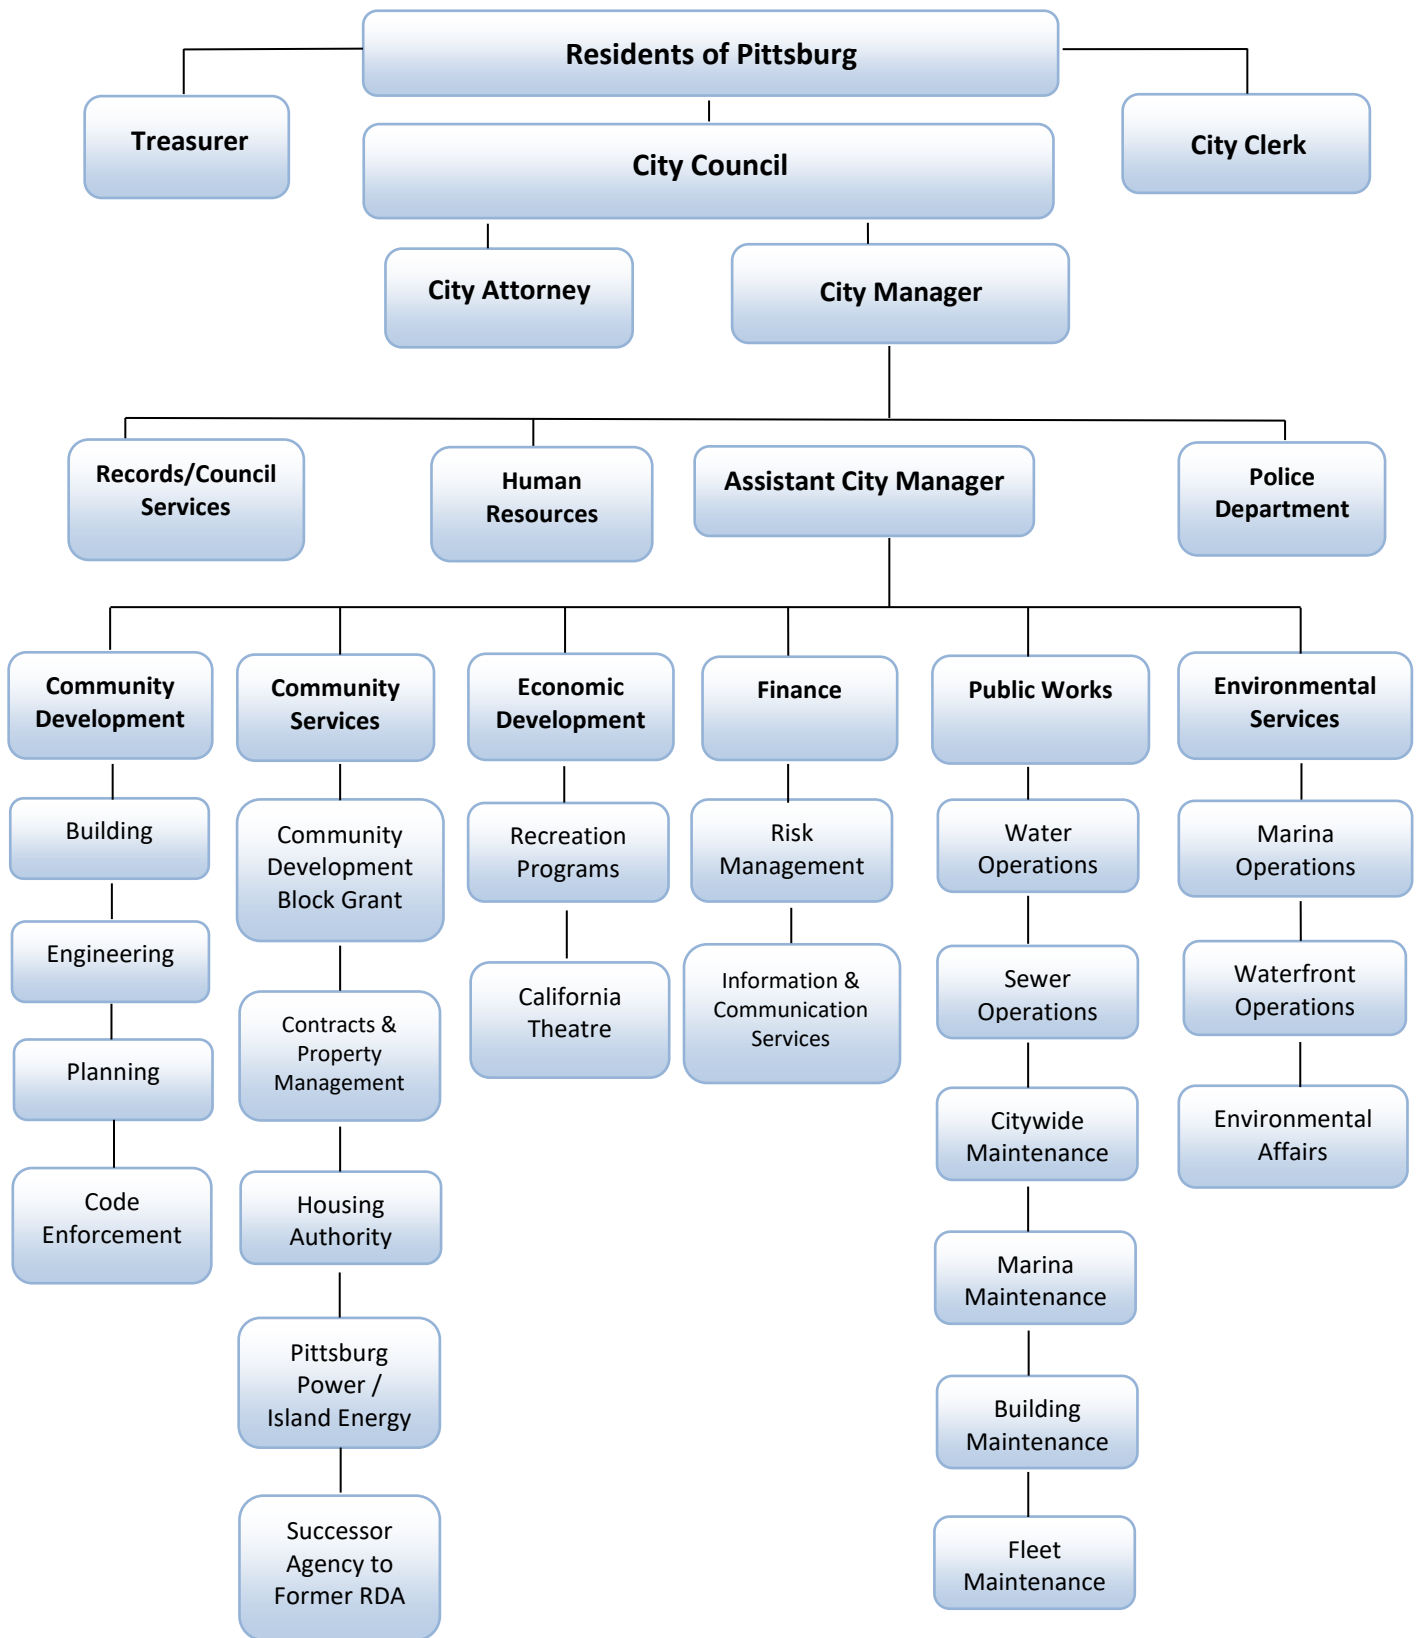 Residents of Pittsburg
Treasurer
City Council
City Clerk
City Attorney
City Manager
Records/Council
Services
Human
Resources
Assistant City Manager
Police
Department
Community
Development
Community
Services
Economic
Development
Finance
Public Works
Environmental
Services
Building
Engineering
Planning
Code
Enforcement
Community
Development
Block Grant
Contracts &
Property
Management
Housing
Authority
Pittsburg
Power /
Island Energy
Successor
Agency to
Former RDA
Recreation
Programs
California
Theatre
Risk
Management
Information &
Communication
Services
Water
Operations
Sewer
Operations
Citywide
Maintenance
Marina
Maintenance
Building
Maintenance
Fleet
Maintenance
Marina
Operations
Waterfront
Operations
Environmental
Affairs